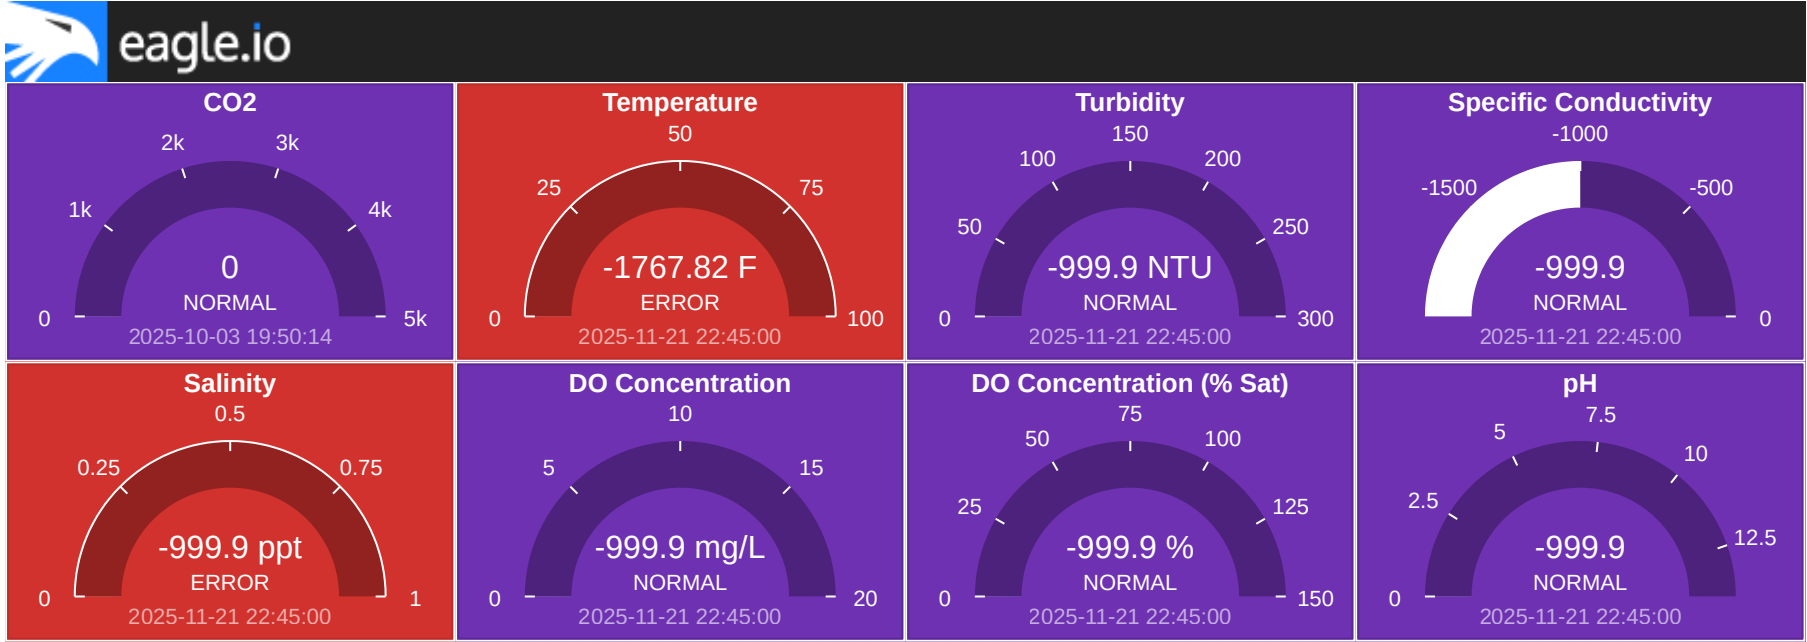 eagle.io
CO2
0
1k
2k
3k
4k
5k
0
NORMAL
2025-10-03 19:50:14
Temperature
0
25
50
75
100
-1767.82 F
ERROR
2025-11-21 22:45:00
Turbidity
0
50
100
150
200
250
300
-999.9 NTU
NORMAL
2025-11-21 22:45:00
Specific Conductivity
-1500
-1000
-500
0
-999.9
NORMAL
2025-11-21 22:45:00
Salinity
0
0.25
0.5
0.75
1
-999.9 ppt
ERROR
2025-11-21 22:45:00
DO Concentration
0
5
10
15
20
-999.9 mg/L
NORMAL
2025-11-21 22:45:00
DO Concentration (% Sat)
0
25
50
75
100
125
150
-999.9 %
NORMAL
2025-11-21 22:45:00
pH
0
2.5
5
7.5
10
12.5
-999.9
NORMAL
2025-11-21 22:45:00